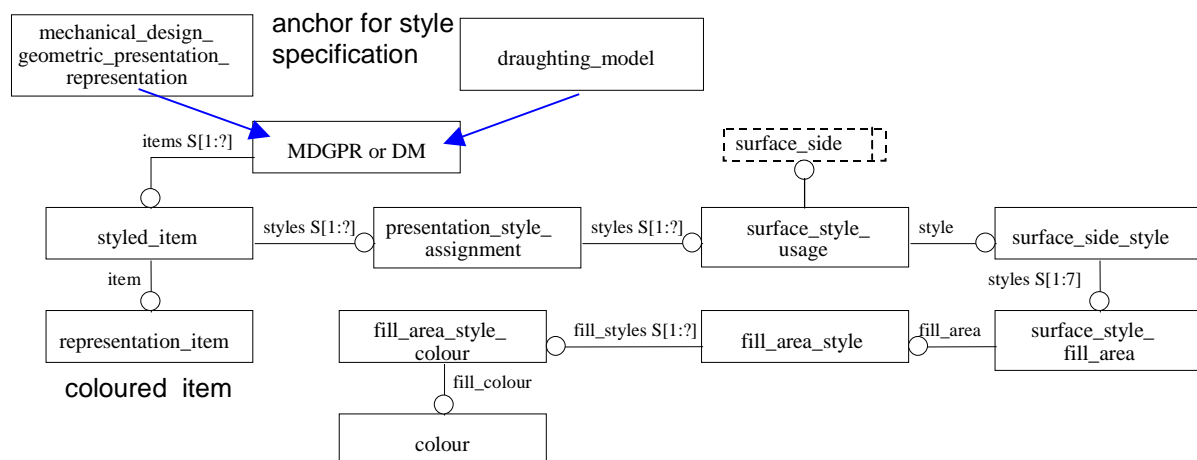 mechanical_design_
geometric_presentation_
representation
anchor for style
specification
draughting_model
items S[1:?]
MDGPR or DM
surface_side
styled_item
styles S[1:?]
presentation_style_
assignment
styles S[1:?]
surface_style_
usage
style
surface_side_style
item
styles S[1:7]
representation_item
fill_area_style_
colour
fill_styles S[1:?]
fill_area_style
fill_area
surface_style_
fill_area
coloured item
fill_colour
colour